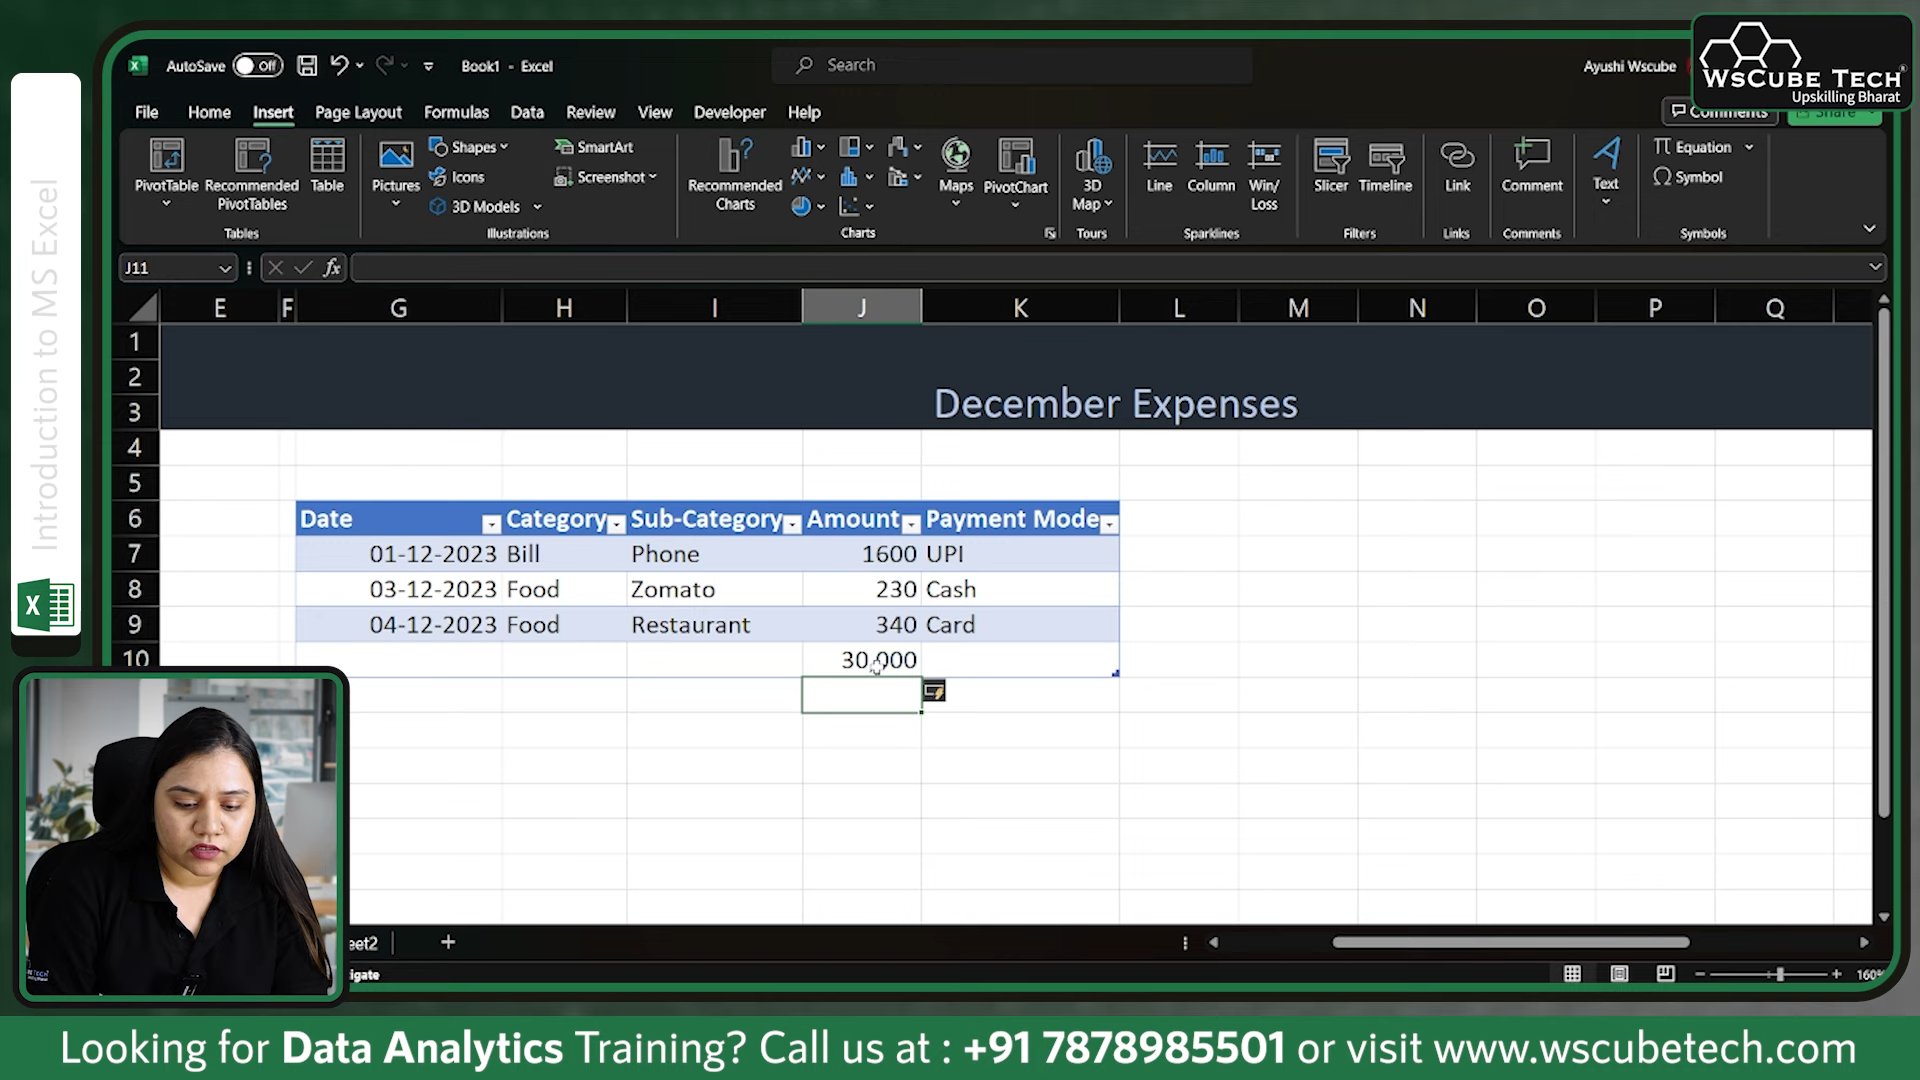 Introduction to MS Excel
AutoSave Off Book1 - Excel Search Ayushi Wscube
WsCube Tech®
Upskilling Bharat
File Home Insert Page Layout Formulas Data Review View Developer Help Comments Share
PivotTable
Recommended PivotTables
Table
Tables
Pictures
Shapes
Icons
3D Models
SmartArt
Screenshot
Illustrations
Recommended Charts
Maps
PivotChart
Charts
3D Map
Tours
Line
Column
Win/Loss
Sparklines
Slicer
Timeline
Filters
Link
Links
Comment
Comments
Text
π Equation
Ω Symbol
Symbols
J11 fx
E F G H I J K L M N O P Q
1
2
3 December Expenses
4
5
6 Date Category Sub-Category Amount Payment Mode
7 01-12-2023 Bill Phone 1600 UPI
8 03-12-2023 Food Zomato 230 Cash
9 04-12-2023 Food Restaurant 340 Card
10 30,000
eet2 +
igate 160%
Looking for Data Analytics Training? Call us at : +91 7878985501 or visit www.wscubetech.com